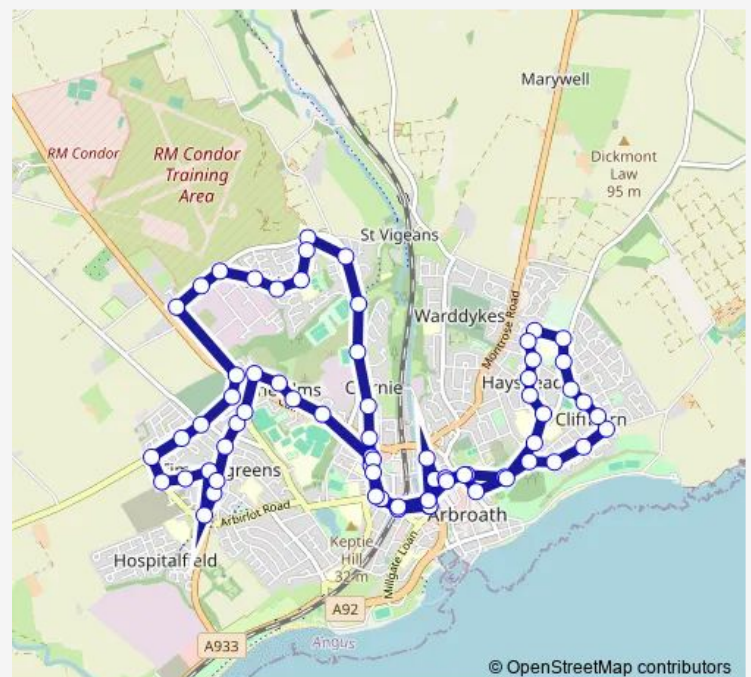 Marywell
RM Condor
RM Condor
Training
Area
Dickmont
Law
95 m
St Vigeans
Montrose Road
Warddykes
Arbirlot Road
Arbroath
Keptie
Hill
32 m
Millgate Loan
Hospitalfield
A92
A933
Angus
© OpenStreetMap contributors